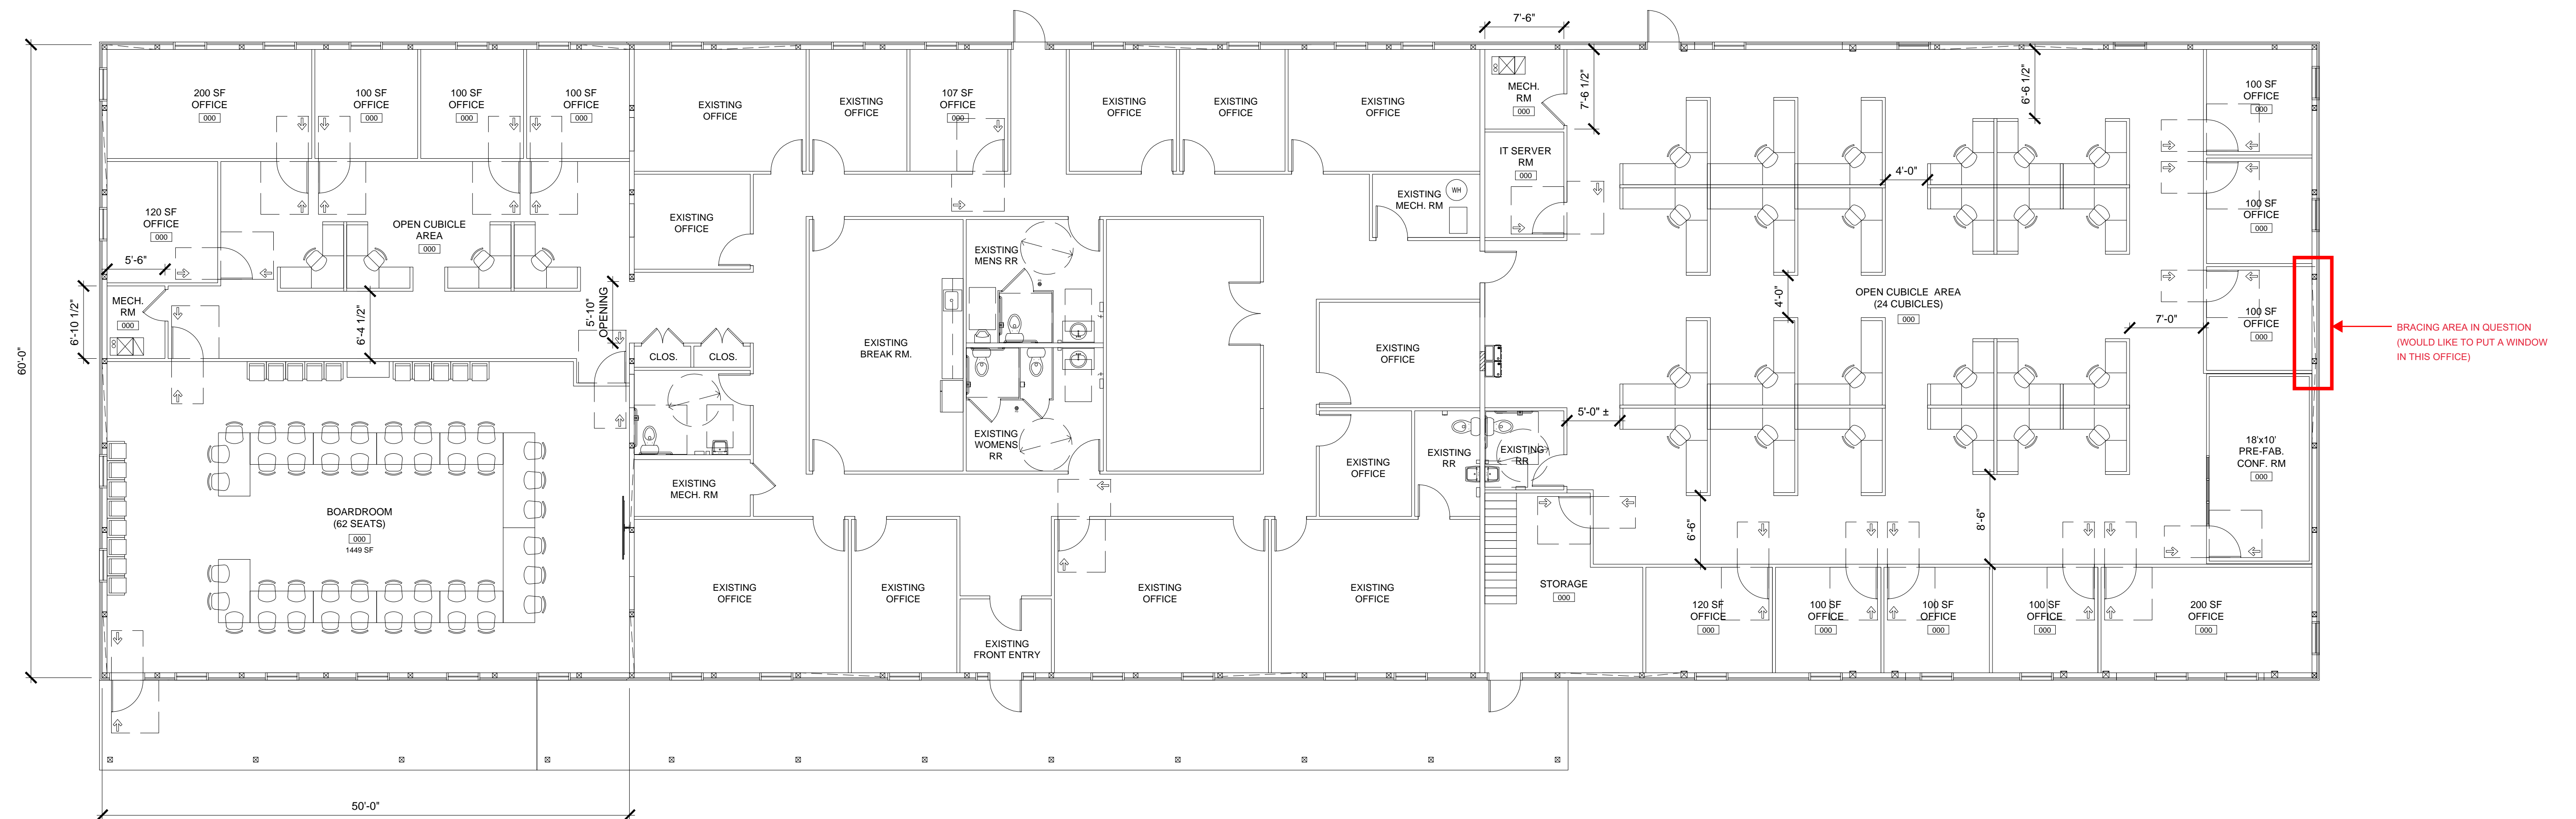 7'-6"
200 SF
OFFICE
000
100 SF
OFFICE
000
100 SF
OFFICE
000
100 SF
OFFICE
000
EXISTING
OFFICE
EXISTING
OFFICE
107 SF
OFFICE
000
EXISTING
OFFICE
EXISTING
OFFICE
EXISTING
OFFICE
MECH.
RM
000
7'-6 1/2"
6'-6 1/2"
100 SF
OFFICE
000
IT SERVER
RM
000
4'-0"
120 SF
OFFICE
000
OPEN CUBICLE
AREA
000
EXISTING
OFFICE
EXISTING
MECH. RM
WH
100 SF
OFFICE
000
5'-6"
EXISTING
MENS RR
60'-0"
6'-10 1/2"
MECH.
RM
000
6'-4 1/2"
5'-10"
OPENING
4'-0"
OPEN CUBICLE AREA
(24 CUBICLES)
000
7'-0"
100 SF
OFFICE
000
BRACING AREA IN QUESTION
(WOULD LIKE TO PUT A WINDOW
IN THIS OFFICE)
CLOS.
CLOS.
EXISTING
BREAK RM.
EXISTING
OFFICE
5'-0" ±
EXISTING
WOMENS
RR
EXISTING
OFFICE
EXISTING
RR
EXISTING
RR
18'x10'
PRE-FAB.
CONF. RM
000
EXISTING
MECH. RM
BOARDROOM
(62 SEATS)
000
1449 SF
6'-6"
8'-6"
EXISTING
OFFICE
EXISTING
OFFICE
EXISTING
OFFICE
EXISTING
OFFICE
STORAGE
000
120 SF
OFFICE
000
100 SF
OFFICE
000
100 SF
OFFICE
000
100 SF
OFFICE
000
200 SF
OFFICE
000
EXISTING
FRONT ENTRY
50'-0"